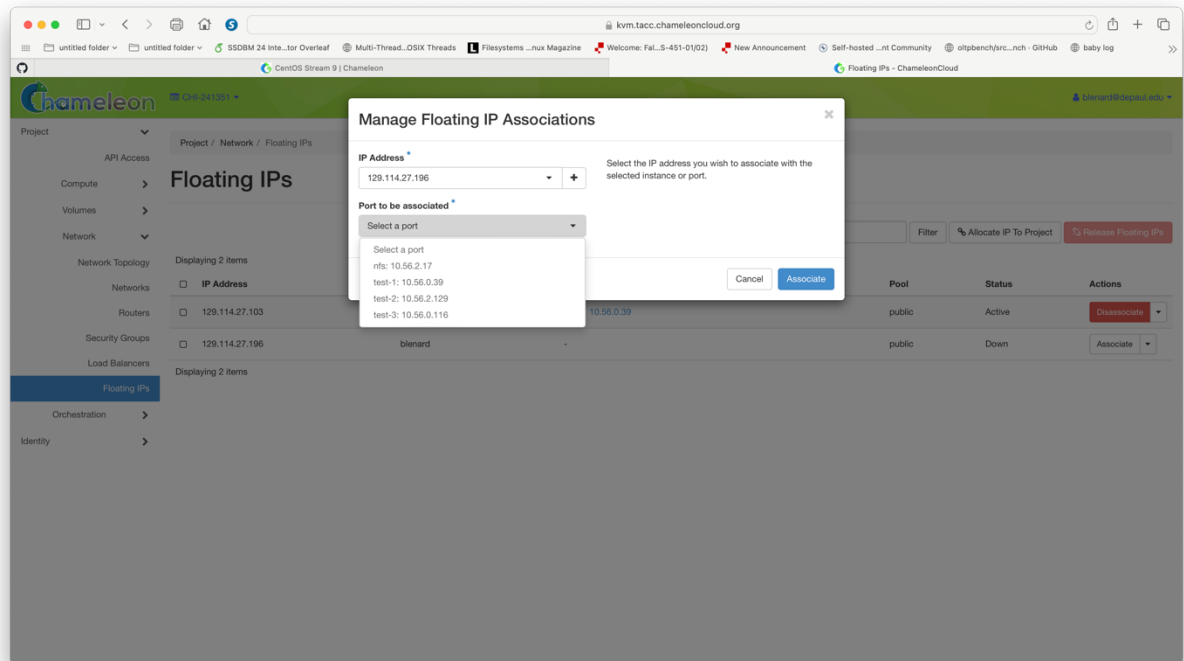 kvm.tacc.chameleoncloud.org
untitled folder
untitled folder
SSDBM 24 Inte...tor Overleaf
Multi-Thread...OSIX Threads
Filesystems ...nux Magazine
Welcome: Fal...S-451-01/02)
New Announcement
Self-hosted ...nt Community
oltpbench/src...nch · GitHub
baby log
CentOS Stream 9 | Chameleon
Floating IPs - ChameleonCloud
Chameleon
CHI-241351
blenard@depaul.edu
Project
API Access
Compute
Volumes
Network
Network Topology
Networks
Routers
Security Groups
Load Balancers
Floating IPs
Orchestration
Identity
Project / Network / Floating IPs
Floating IPs
Filter
Allocate IP To Project
Release Floating IPs
Displaying 2 items
IP Address
Pool
Status
Actions
129.114.27.103
10.56.0.39
public
Active
Disassociate
129.114.27.196
blenard
-
public
Down
Associate
Displaying 2 items
Manage Floating IP Associations
IP Address *
129.114.27.196
Select the IP address you wish to associate with the
selected instance or port.
Port to be associated *
Select a port
Select a port
nfs: 10.56.2.17
test-1: 10.56.0.39
test-2: 10.56.2.129
test-3: 10.56.0.116
Cancel
Associate